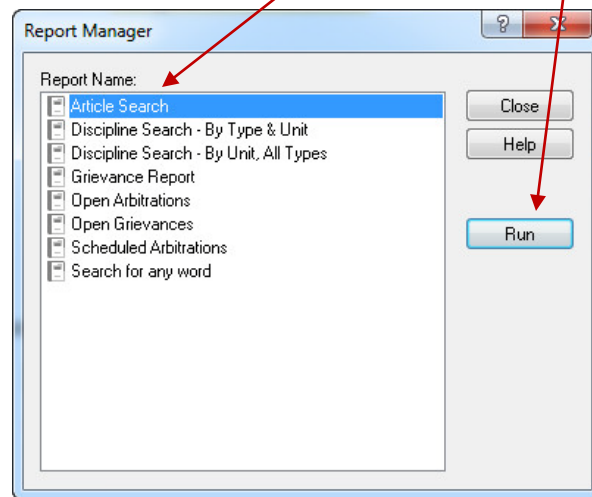 Report Manager
?
Report Name:
Article Search
Discipline Search - By Type & Unit
Discipline Search - By Unit, All Types
Grievance Report
Open Arbitrations
Open Grievances
Scheduled Arbitrations
Search for any word
Close
Help
Run